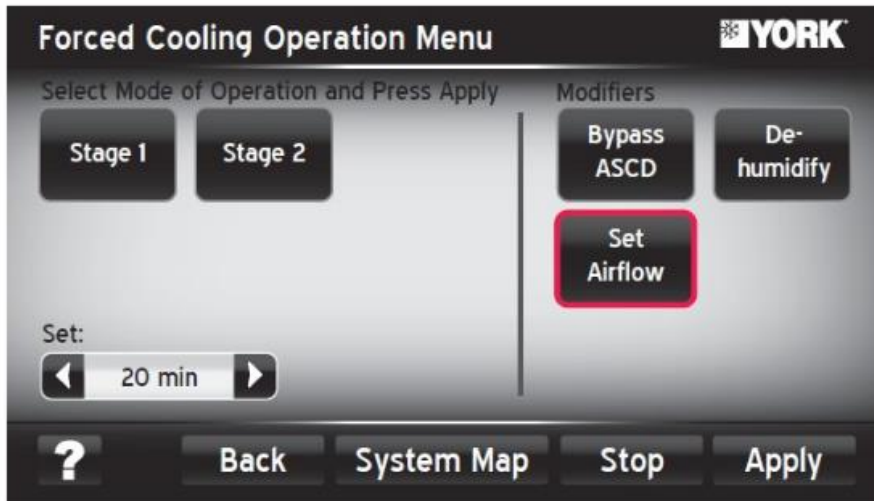 Forced Cooling Operation Menu
YORK
Select Mode of Operation and Press Apply
Modifiers
Stage 1
Stage 2
Bypass
ASCD
De-
humidify
Set
Airflow
Set:
20 min
?
Back
System Map
Stop
Apply